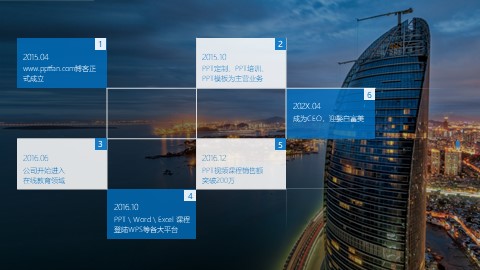 1
2015.04
www.pptfan.com博客正
式成立
2
2015.10
PPT定制、PPT培训、
PPT模板为主营业务
6
202X.04
成为CEO、迎娶白富美
3
2016.06
公司开始进入
在线教育领域
5
2016.12
PPT现场课程销售额
突破200万
4
2016.10
PPT \ Word \ Excel 课程
登陆WPS等各大平台